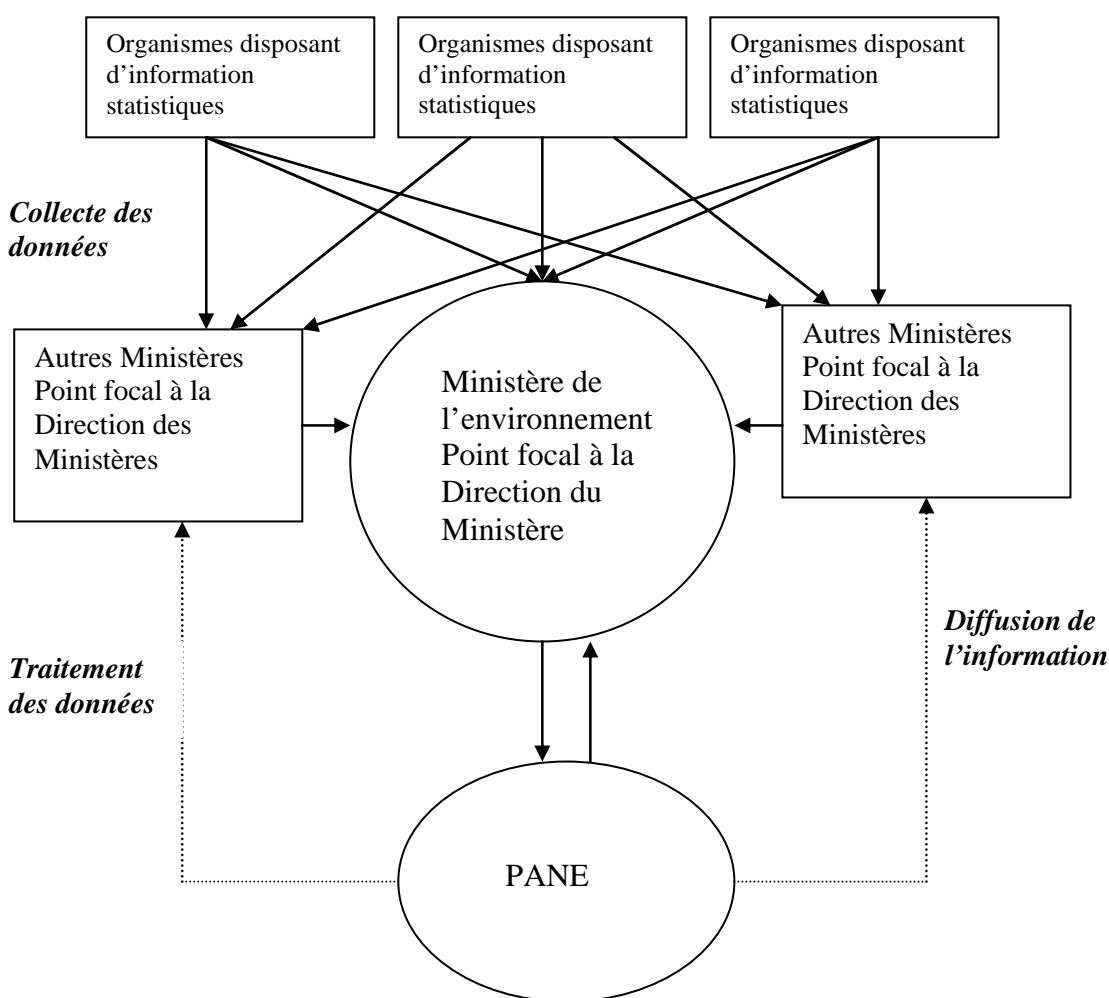 Organismes disposant
d’information
statistiques
Organismes disposant
d’information
statistiques
Organismes disposant
d’information
statistiques
Collecte des
données
Autres Ministères
Point focal à la
Direction des
Ministères
Ministère de
l’environnement
Point focal à la
Direction du
Ministère
Autres Ministères
Point focal à la
Direction des
Ministères
Traitement
des données
Diffusion de
l’information
PANE